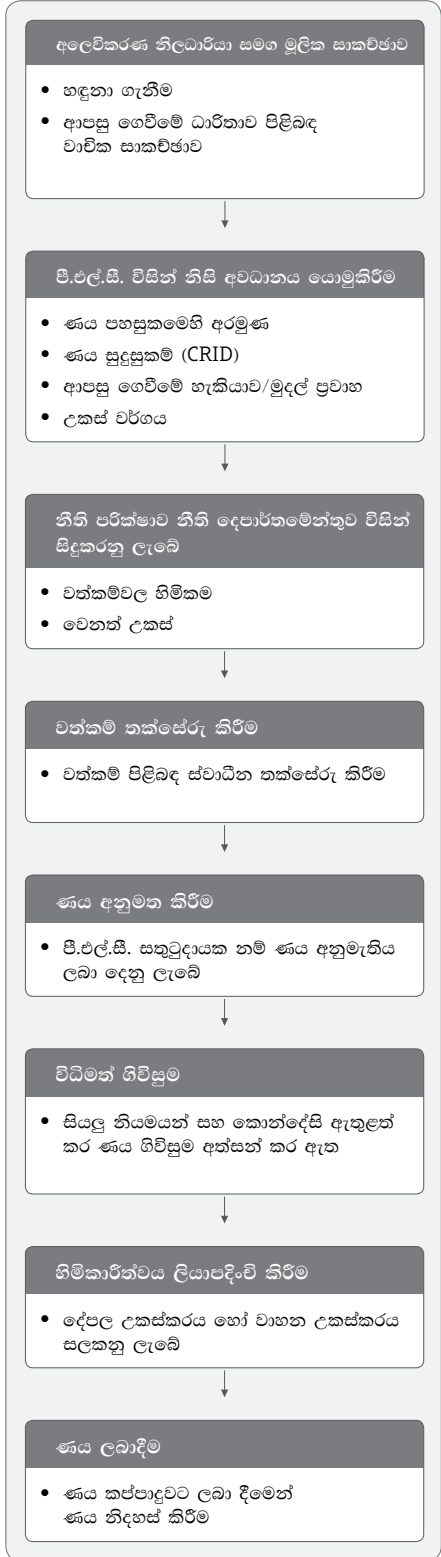 අලෙවිකරණ නිලධාරියා සමග මූලික සාකච්ඡාව
• හඳුනා ගැනීම
• ආපසු ගෙවීමේ ධාරිතාව පිළිබඳ
වාචික සාකච්ඡාව
පී.එල්.සී. විසින් නිසි අවධානය යොමුකිරීම
• ණය පහසුකමෙහි අරමුණ
• ණය සුදුසුකම් (CRID)
• ආපසු ගෙවීමේ හැකියාව/මුදල් ප්‍රවාහ
• උකස් වර්ගය
නීති පරික්ෂාව නීති දෙපාර්තමේන්තුව විසින්
සිදුකරනු ලැබේ
• වත්කම්වල හිමිකම
• වෙනත් උකස්
වත්කම් තක්සේරු කිරීම
• වත්කම් පිළිබඳ ස්වාධීන තක්සේරු කිරීම
ණය අනුමත කිරීම
• පී.එල්.සී. සතුටුදායක නම් ණය අනුමැතිය
ලබා දෙනු ලැබේ
විධිමත් ගිවිසුම
• සියලු නියමයන් සහ කොන්දේසි ඇතුළත්
කර ණය ගිවිසුම අත්සන් කර ඇත
හිමිකාරීත්වය ලියාපදිංචි කිරීම
• දේපල උකස්කරය හෝ වාහන උකස්කරය
සලකනු ලැබේ
ණය ලබාදීම
• ණය කප්පාදුවට ලබා දීමෙන්
ණය නිදහස් කිරීම